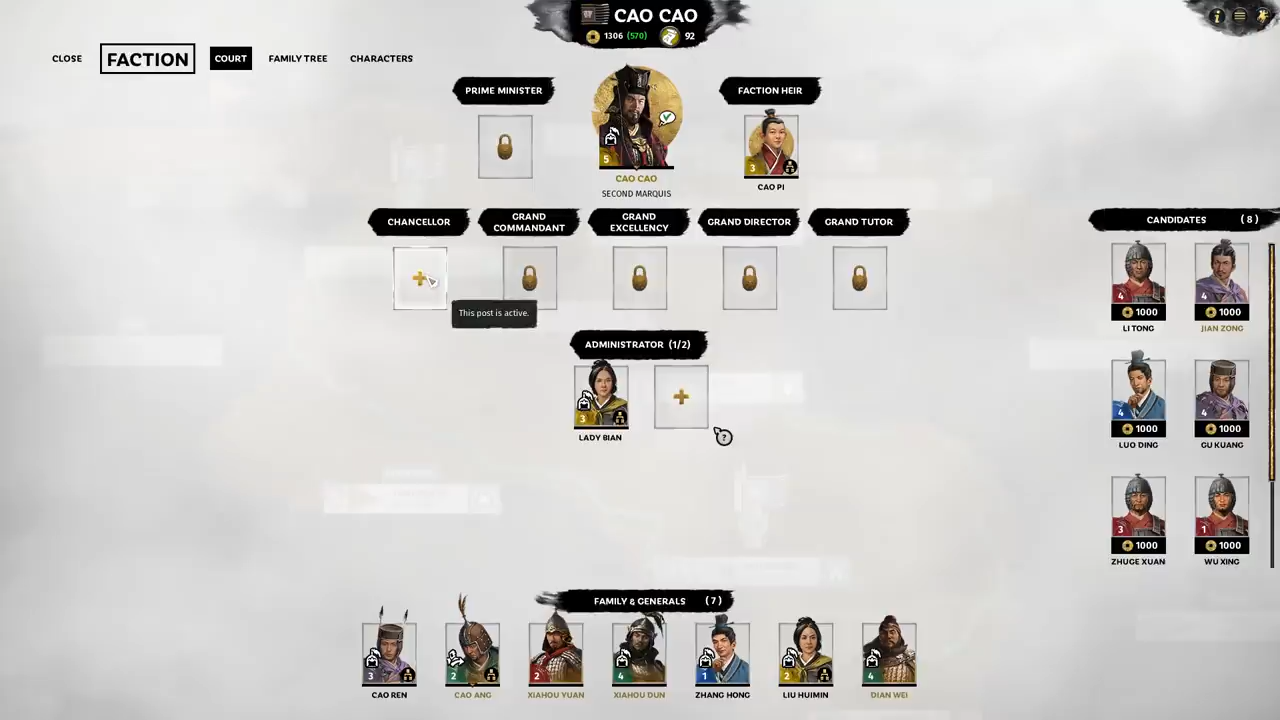 CAO CAO
1306 (570) 92
CLOSE FACTION COURT FAMILY TREE CHARACTERS
PRIME MINISTER
FACTION HEIR
5
3
CAO CAO
SECOND MARQUIS
CAO PI
CHANCELLOR
GRAND
COMMANDANT
GRAND
EXCELLENCY
GRAND DIRECTOR
GRAND TUTOR
This post is active.
ADMINISTRATOR (1/2)
3
LADY BIAN
?
CANDIDATES (8)
4 4
1000 1000
LI TONG JIAN ZONG
4 4
1000 1000
LUO DING GU KUANG
3 1
1000 1000
ZHUGE XUAN WU XING
FAMILY & GENERALS (7)
3 2 2 4 1 2 4
CAO REN CAO ANG XIAHOU YUAN XIAHOU DUN ZHANG HONG LIU HUIMIN DIAN WEI